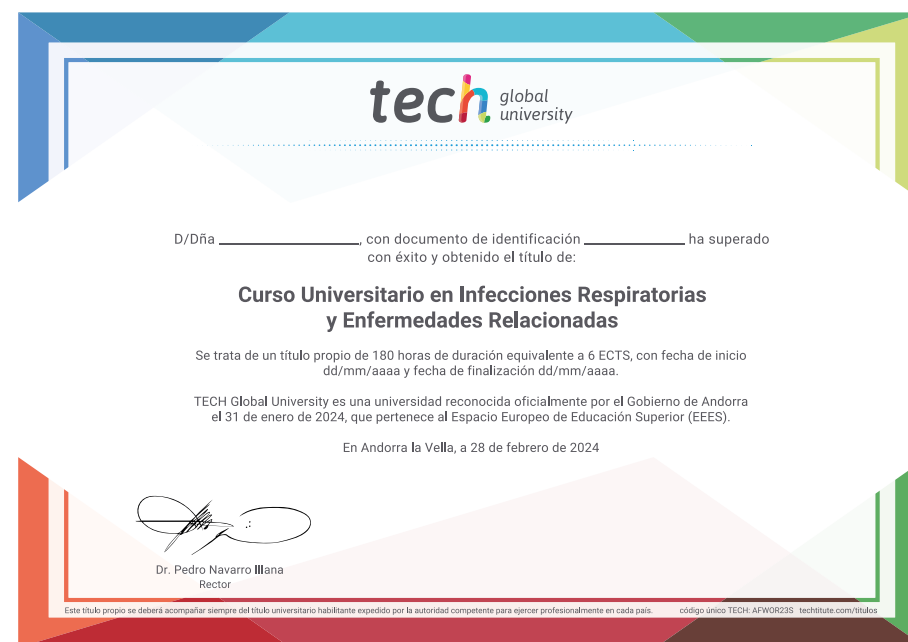 tech global
university
D/Dña ______________, con documento de identificación __________ ha superado
con éxito y obtenido el título de:
Curso Universitario en Infecciones Respiratorias
y Enfermedades Relacionadas
Se trata de un título propio de 180 horas de duración equivalente a 6 ECTS, con fecha de inicio
dd/mm/aaaa y fecha de finalización dd/mm/aaaa.
TECH Global University es una universidad reconocida oficialmente por el Gobierno de Andorra
el 31 de enero de 2024, que pertenece al Espacio Europeo de Educación Superior (EEES).
En Andorra la Vella, a 28 de febrero de 2024
Dr. Pedro Navarro Illana
Rector
Este título propio se deberá acompañar siempre del título universitario habilitante expedido por la autoridad competente para ejercer profesionalmente en cada país. código único TECH: AFWOR23S techtitute.com/titulos